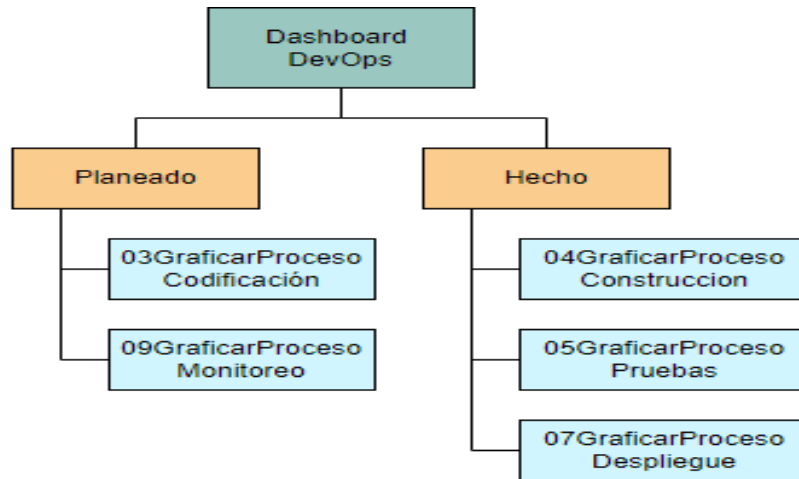 Dashboard
DevOps
Planeado
Hecho
03GraficarProceso
Codificación
09GraficarProceso
Monitoreo
04GraficarProceso
Construccion
05GraficarProceso
Pruebas
07GraficarProceso
Despliegue